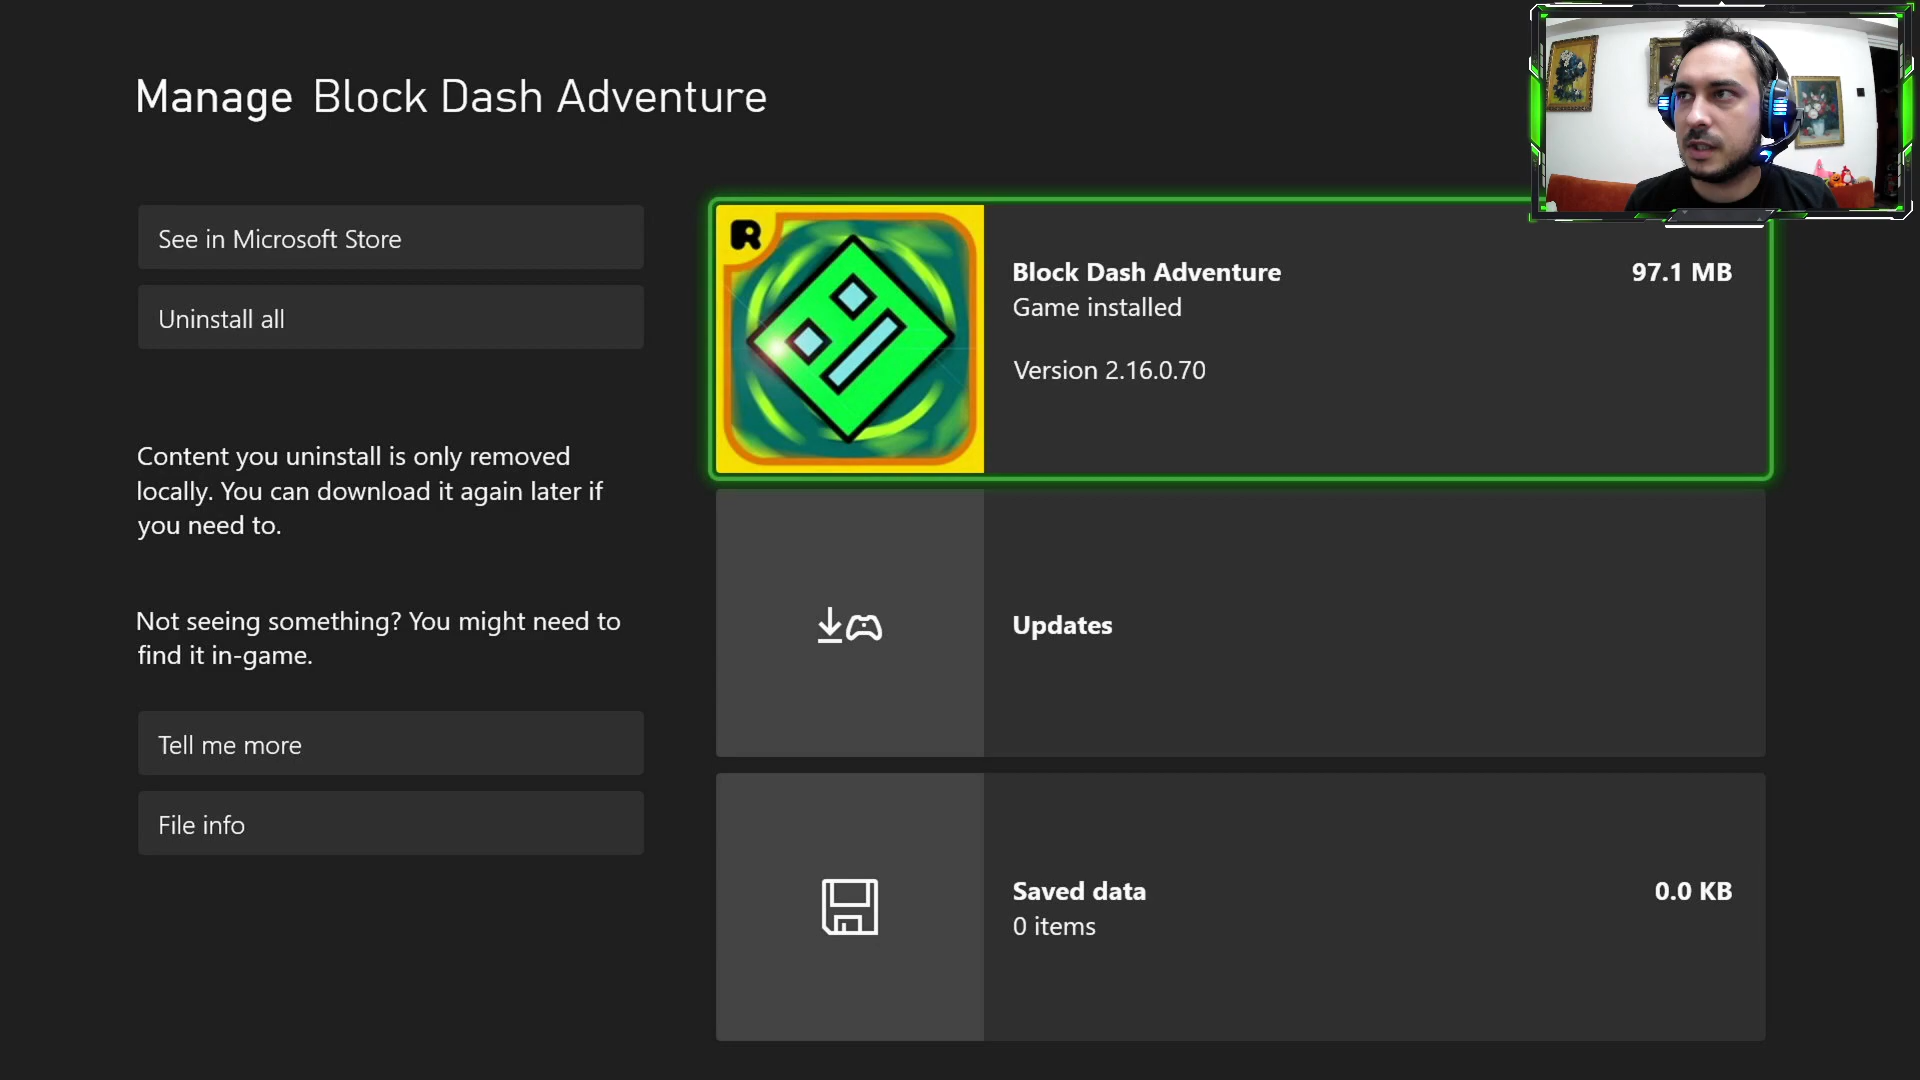 Manage Block Dash Adventure
See in Microsoft Store
Uninstall all
Content you uninstall is only removed
locally. You can download it again later if
you need to.
Not seeing something? You might need to
find it in-game.
Tell me more
File info
R
Block Dash Adventure
97.1 MB
Game installed
Version 2.16.0.70
Updates
Saved data
0.0 KB
0 items